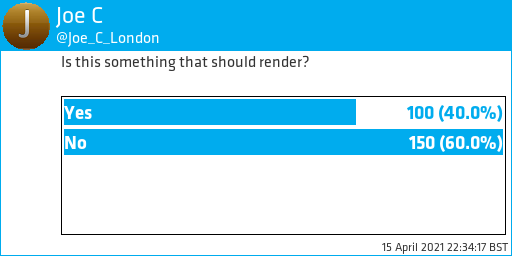 J
Joe C
@Joe_C_London
Is this something that should render?
Yes 100 (40.0%)
No 150 (60.0%)
15 April 2021 22:34:17 BST